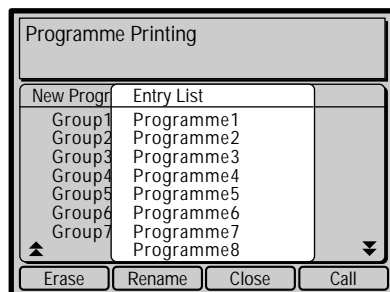 Programme Printing
New Progr
Entry List
Group1
Programme1
Group2
Programme2
Group3
Programme3
Group4
Programme4
Group5
Programme5
Group6
Programme6
Group7
Programme7
Programme8
Erase
Rename
Close
Call